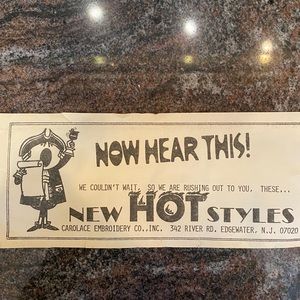 NOW HEAR THIS!
WE COULDN'T WAIT, SO WE ARE RUSHING OUT TO YOU, THESE...
NEW HOT STYLES
CAROLACE EMBROIDERY CO.,INC. 342 RIVER RD. EDGEWATER, N.J. 07020